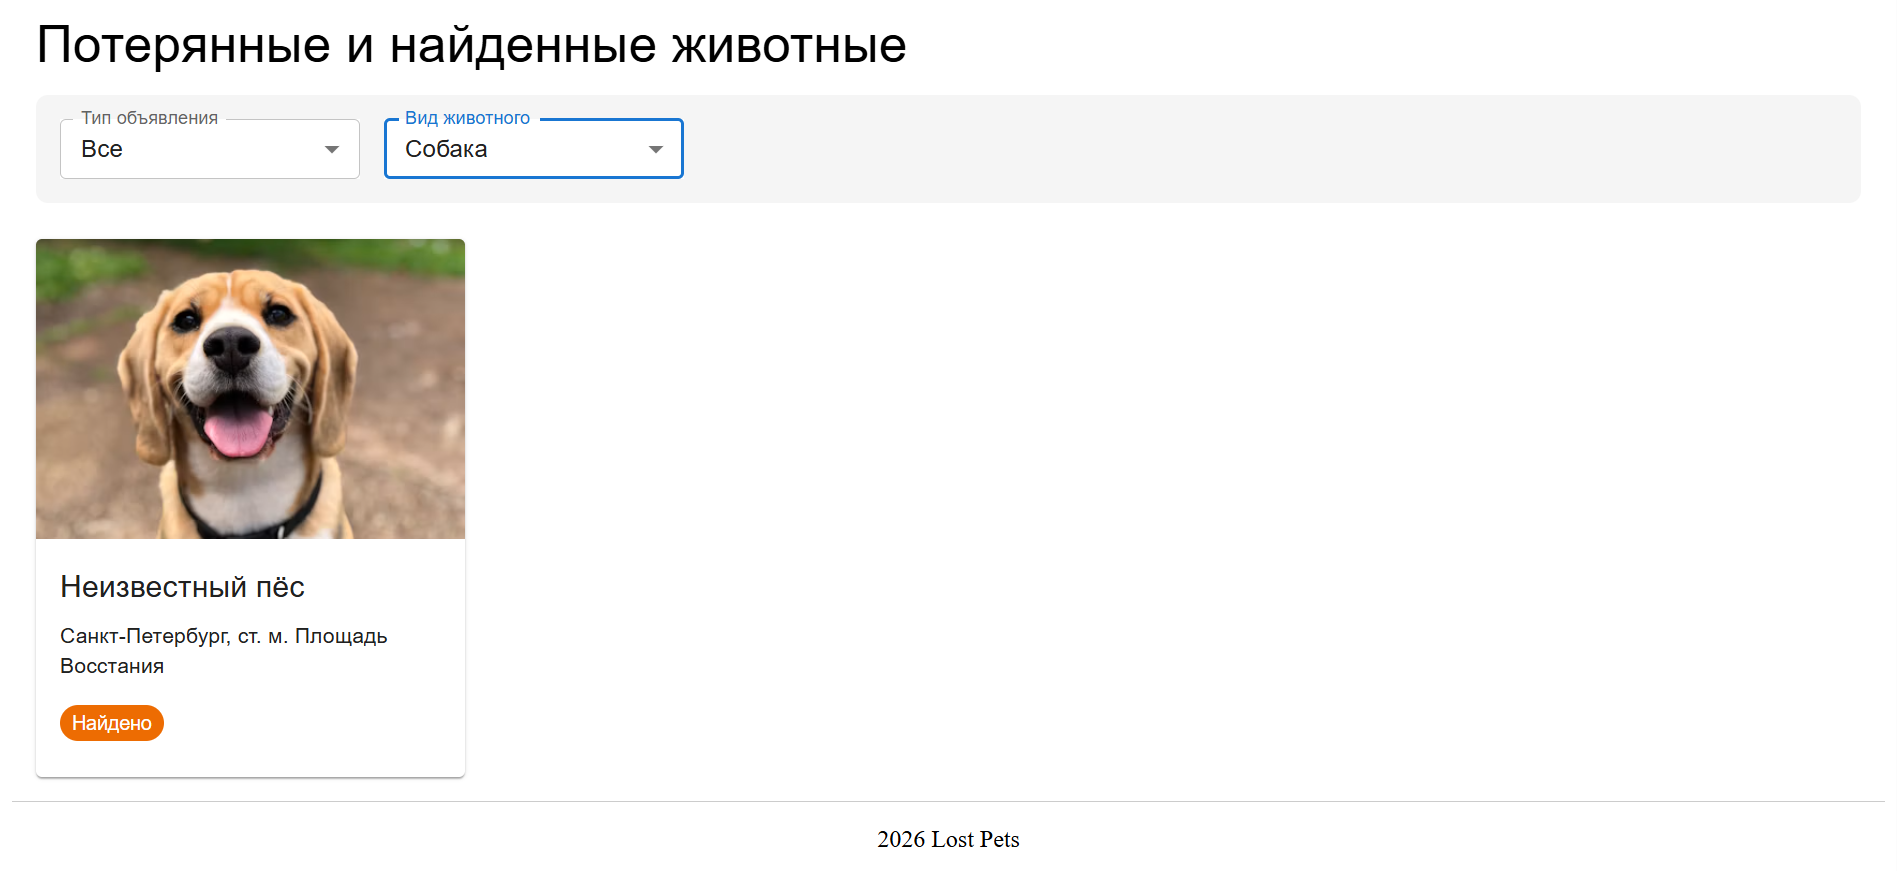 Потерянные и найденные животные
Тип объявления
Вид животного
Все
Собака
Неизвестный пёс
Санкт-Петербург, ст. м. Площадь
Восстания
Найдено
2026 Lost Pets